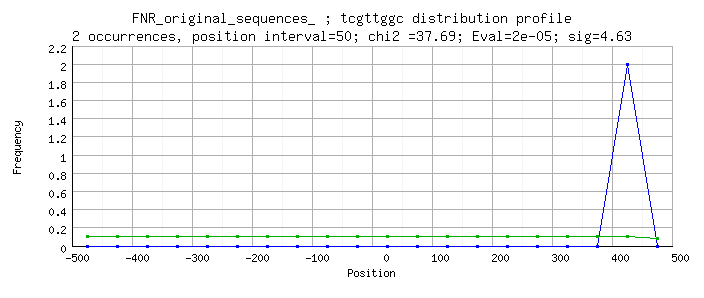 FNR_original_sequences_ ; tcgttggc distribution profile
2 occurrences, position interval=50; chi2 =37.69; Eval=2e-05; sig=4.63
2.2
2
1.8
1.6
1.4
1.2
1
0.8
0.6
0.4
0.2
0
Frequency
-500 -400 -300 -200 -100 0 100 200 300 400 500
Position